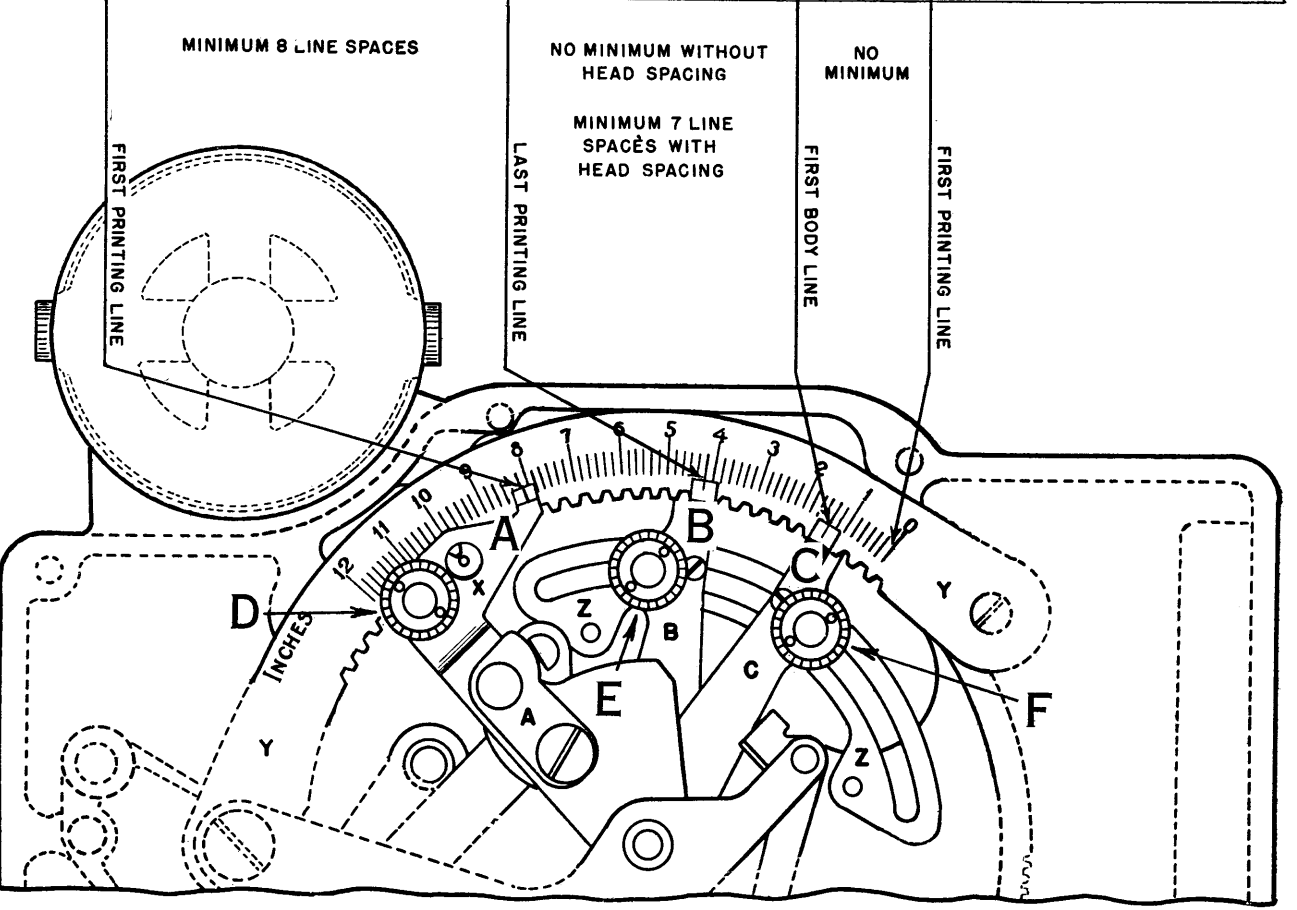 MINIMUM 8 LINE SPACES
NO MINIMUM WITHOUT
HEAD SPACING
MINIMUM 7 LINE
SPACES WITH
HEAD SPACING
NO
MINIMUM
FIRST PRINTING LINE
LAST PRINTING LINE
FIRST BODY LINE
FIRST PRINTING LINE
12 11 10 9 8 7 6 5 4 3 2 1 0
INCHES
A
B
C
D
E
F
X
Y
Z
B
C
A
Y
Z